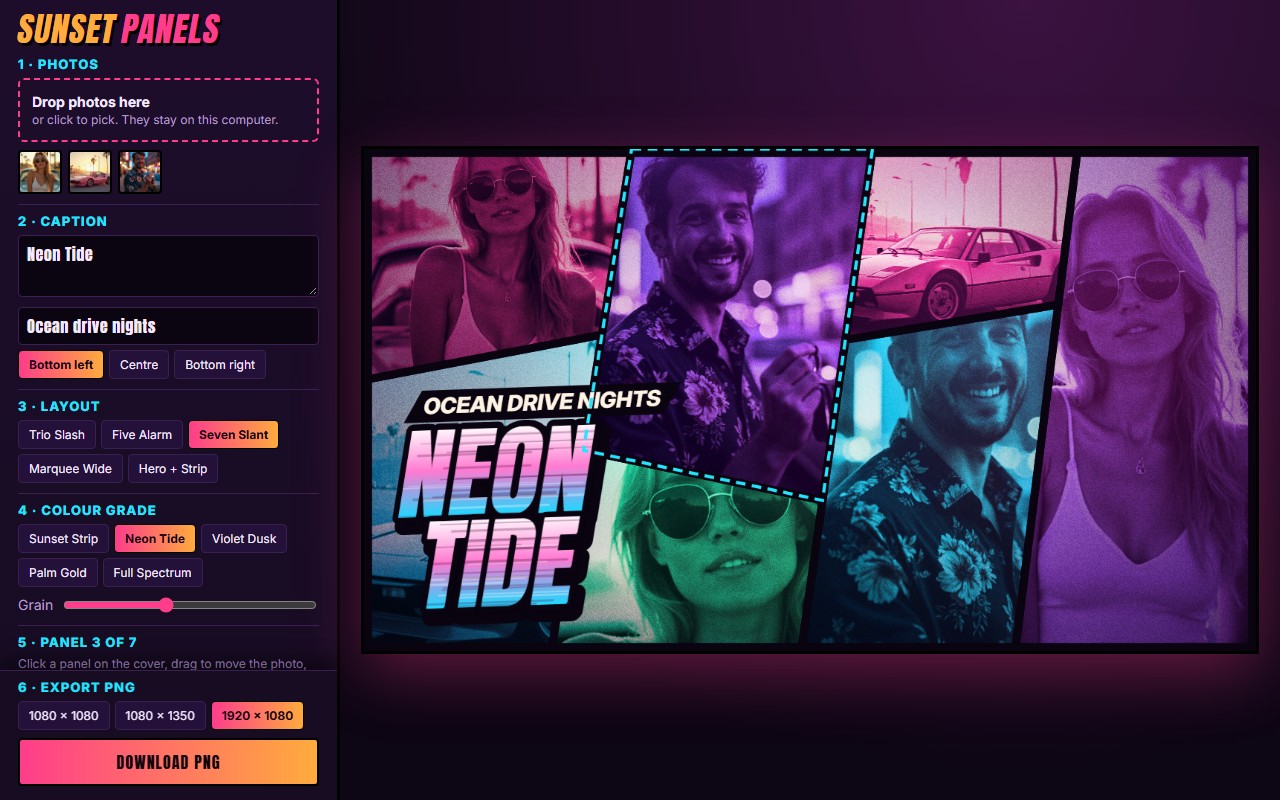 SUNSET PANELS
1 · PHOTOS
Drop photos here
or click to pick. They stay on this computer.
2 · CAPTION
Neon Tide
Ocean drive nights
Bottom left
Centre
Bottom right
3 · LAYOUT
Trio Slash
Five Alarm
Seven Slant
Marquee Wide
Hero + Strip
4 · COLOUR GRADE
Sunset Strip
Neon Tide
Violet Dusk
Palm Gold
Full Spectrum
Grain
5 · PANEL 3 OF 7
Click a panel on the cover, drag to move the photo,
6 · EXPORT PNG
1080 × 1080
1080 × 1350
1920 × 1080
DOWNLOAD PNG
OCEAN DRIVE NIGHTS
NEON
TIDE